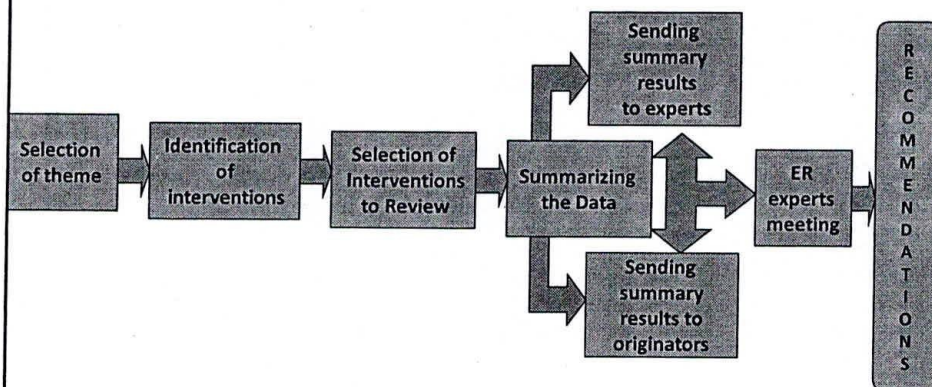 Selection
of theme
Identification
of
interventions
Selection of
Interventions
to Review
Summarizing
the Data
Sending
summary
results
to experts
Sending
summary
results to
originators
ER
experts
meeting
RECOMMENDATIONS